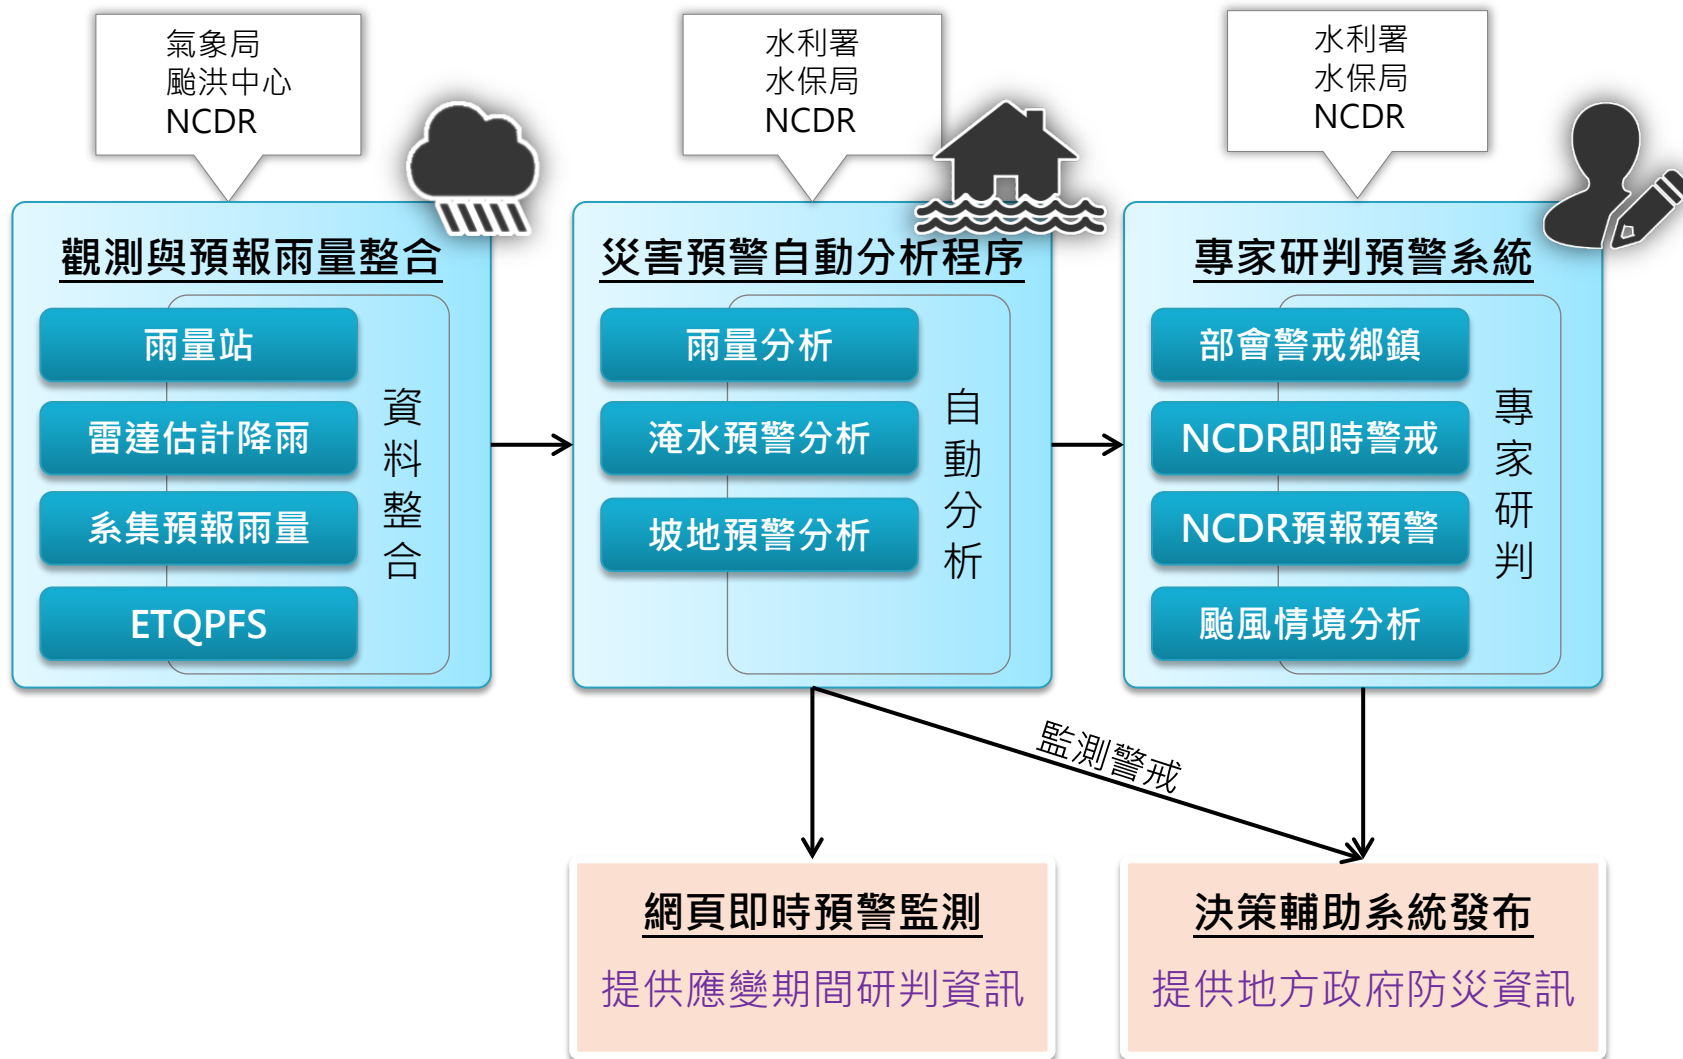 氣象局
颱洪中心
NCDR
水利署
水保局
NCDR
水利署
水保局
NCDR
觀測與預報雨量整合
雨量站
雷達估計降雨
系集預報雨量
ETQPFS
資料整合
災害預警自動分析程序
雨量分析
淹水預警分析
坡地預警分析
自動分析
專家研判預警系統
部會警戒鄉鎮
NCDR即時警戒
NCDR預報預警
颱風情境分析
專家研判
監測警戒
網頁即時預警監測
提供應變期間研判資訊
決策輔助系統發布
提供地方政府防災資訊